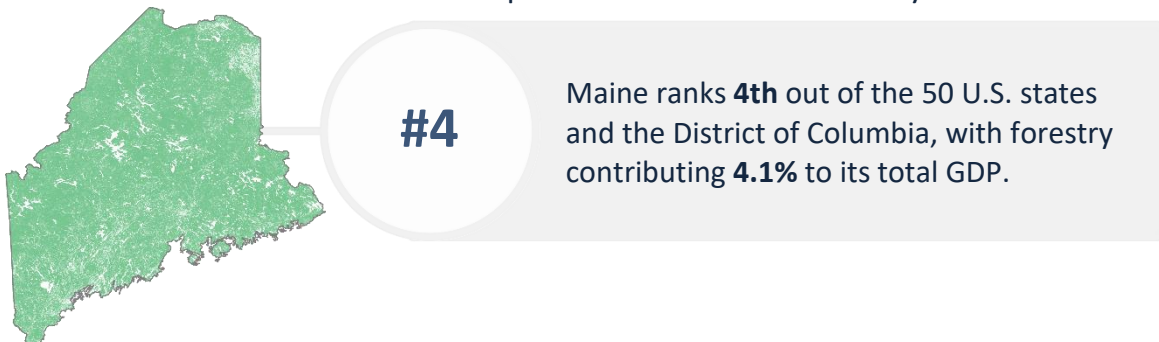 #4
Maine ranks 4th out of the 50 U.S. states
and the District of Columbia, with forestry
contributing 4.1% to its total GDP.